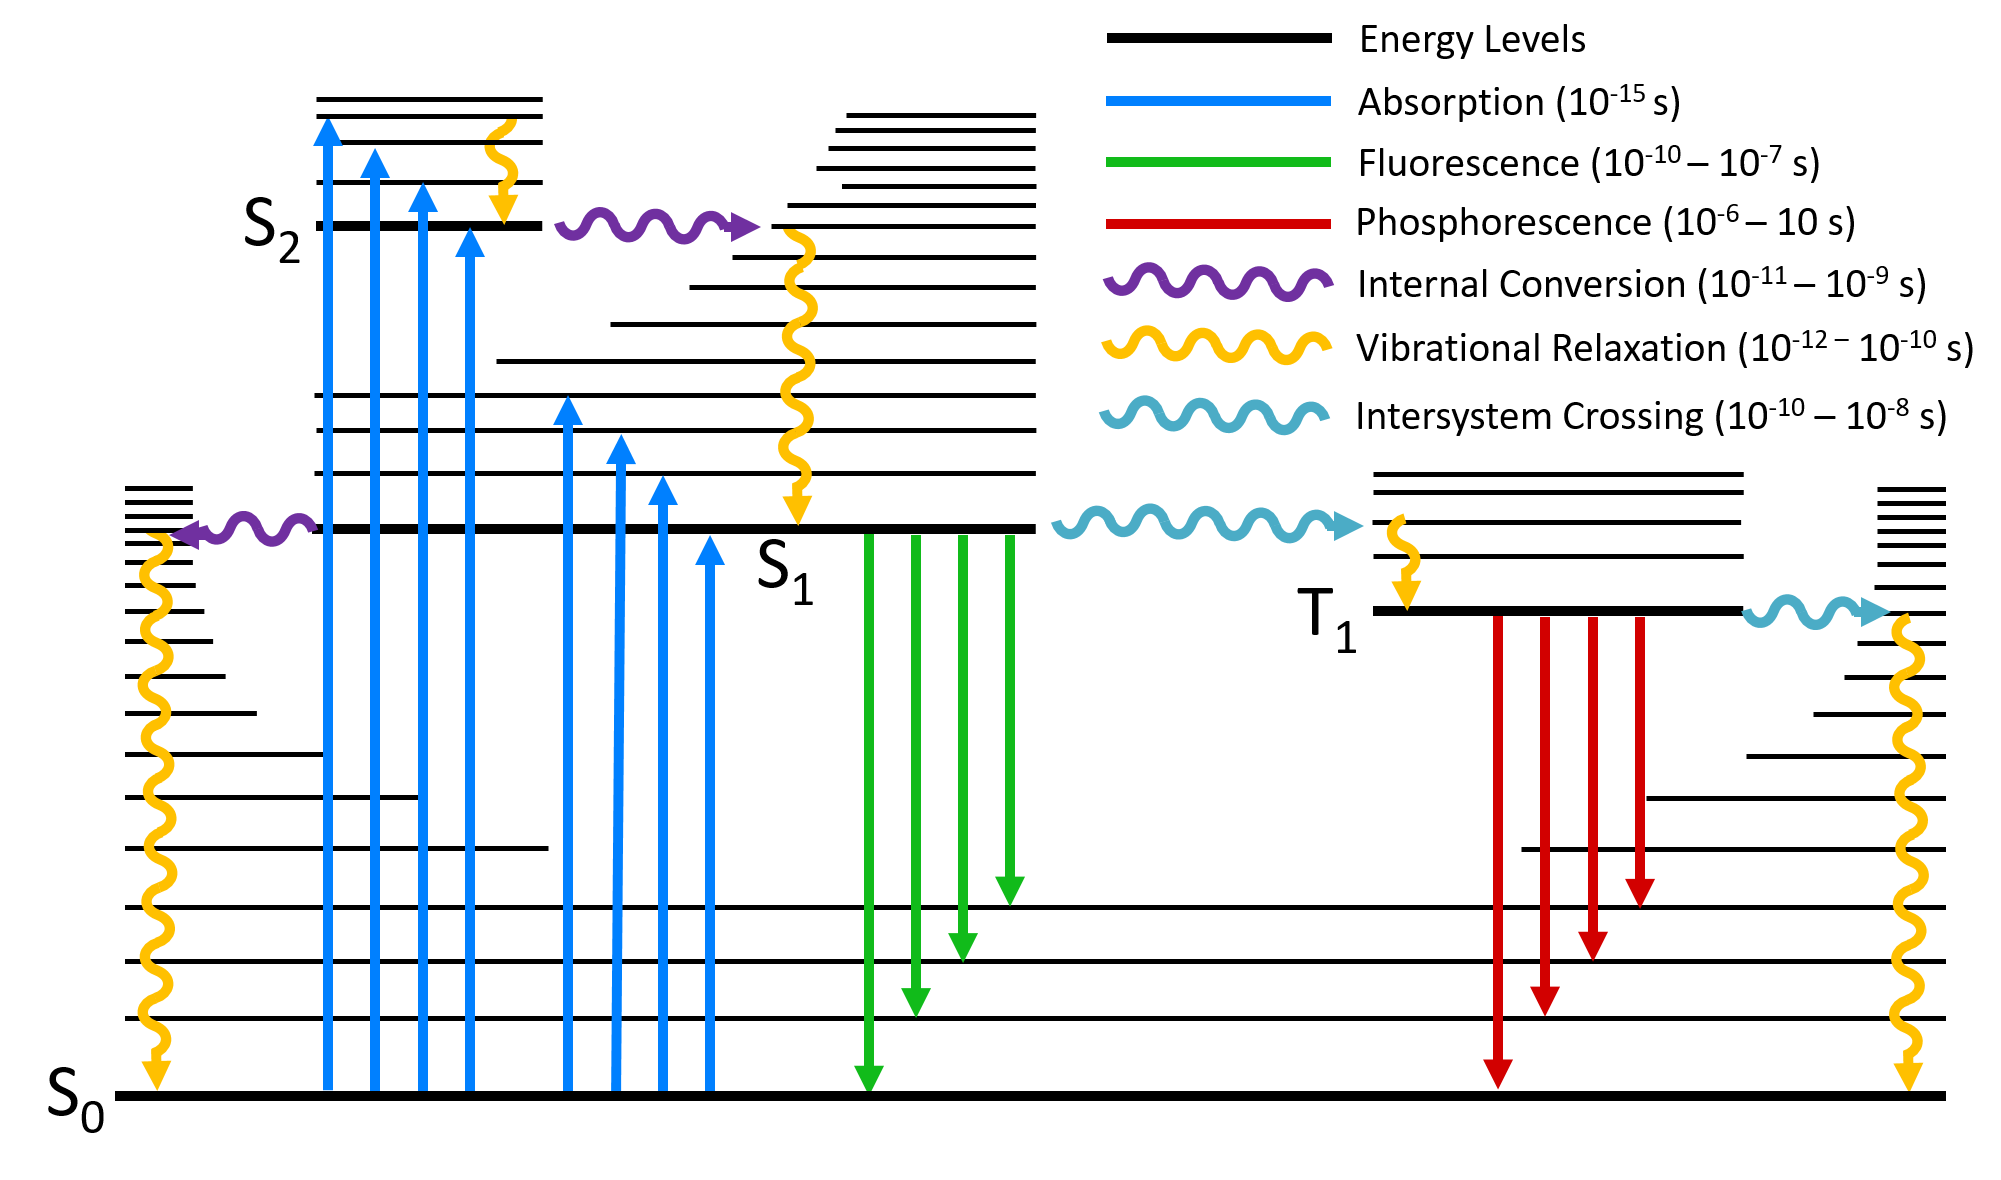 Energy Levels
Absorption (10⁻¹⁵ s)
Fluorescence (10⁻¹⁰ – 10⁻⁷ s)
Phosphorescence (10⁻⁶ – 10 s)
Internal Conversion (10⁻¹¹ – 10⁻⁹ s)
Vibrational Relaxation (10⁻¹² ⁻ 10⁻¹⁰ s)
Intersystem Crossing (10⁻¹⁰ – 10⁻⁸ s)
S₂
S₁
T₁
S₀